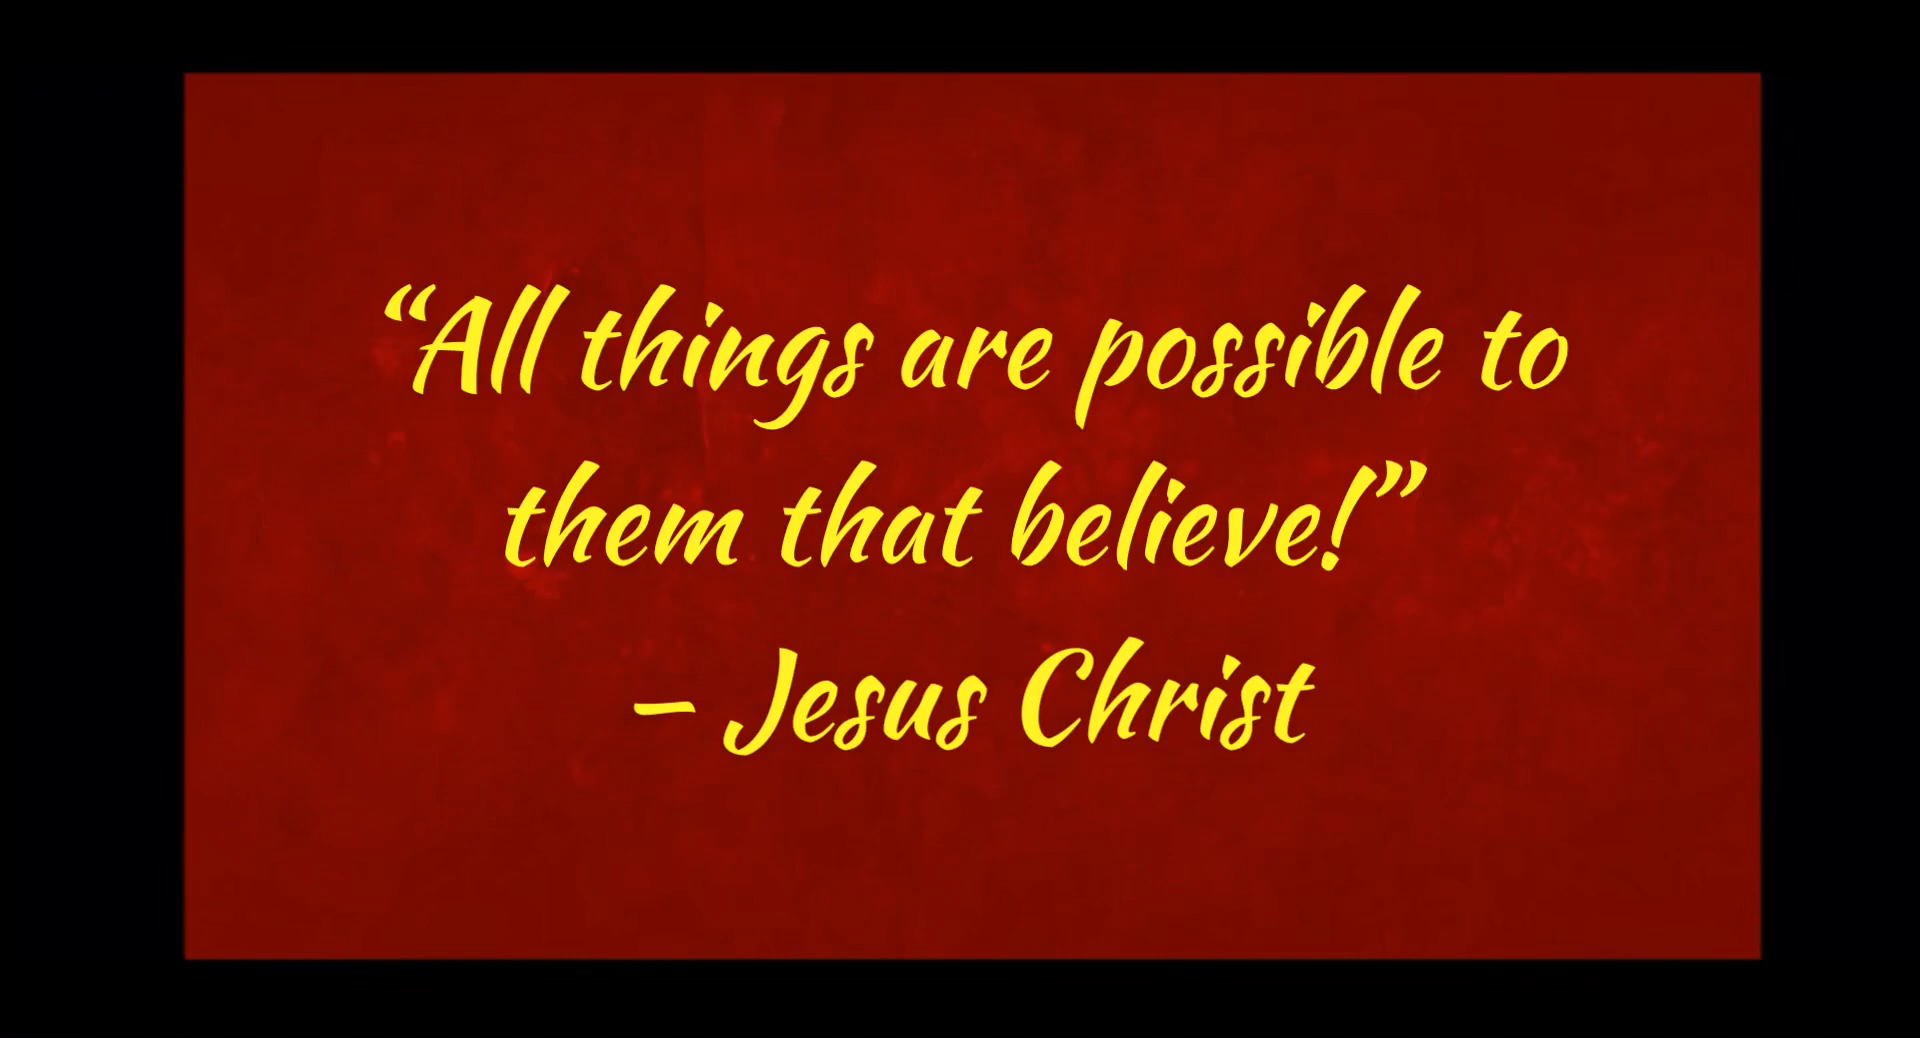 “All things are possible to
them that believe!”
– Jesus Christ